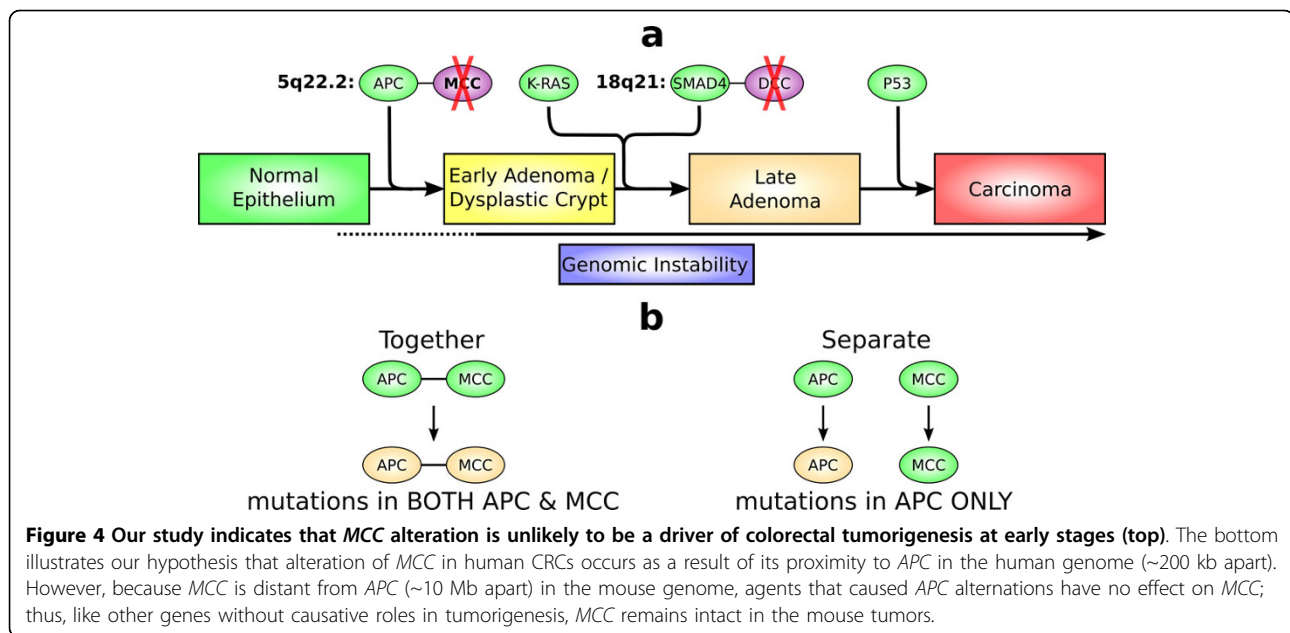 a
5q22.2: APC MCC K-RAS 18q21: SMAD4 DCC P53
Normal Epithelium
Early Adenoma / Dysplastic Crypt
Late Adenoma
Carcinoma
Genomic Instability
b
Together Separate
APC MCC APC MCC
APC MCC APC MCC
mutations in BOTH APC & MCC mutations in APC ONLY
Figure 4 Our study indicates that MCC alteration is unlikely to be a driver of colorectal tumorigenesis at early stages (top). The bottom
illustrates our hypothesis that alteration of MCC in human CRCs occurs as a result of its proximity to APC in the human genome (~200 kb apart).
However, because MCC is distant from APC (~10 Mb apart) in the mouse genome, agents that caused APC alternations have no effect on MCC;
thus, like other genes without causative roles in tumorigenesis, MCC remains intact in the mouse tumors.